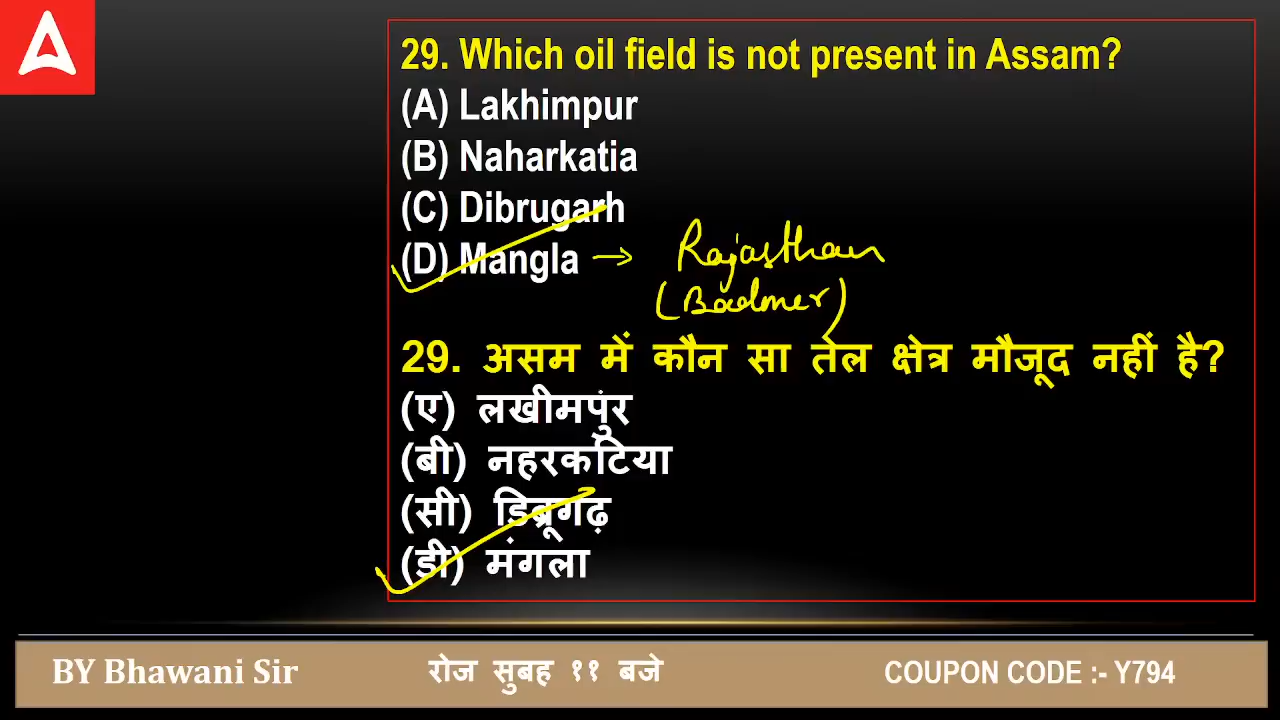 29. Which oil field is not present in Assam?
(A) Lakhimpur
(B) Naharkatia
(C) Dibrugarh
(D) Mangla → Rajasthan
(Badmer)
29. असम में कौन सा तेल क्षेत्र मौजूद नहीं है?
(ए) लखीमपुंर
(बी) नहरकटिया
(सी) डिब्रूगढ़
(डी) मंगला
BY Bhawani Sir रोज सुबह ११ बजे COUPON CODE :- Y794